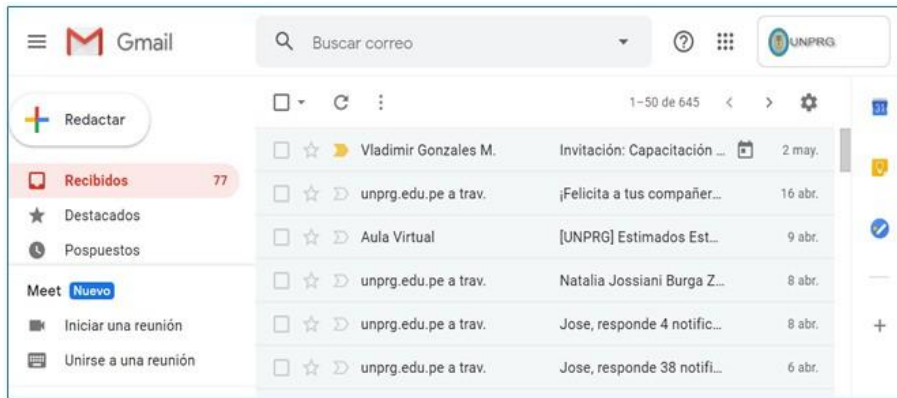 Gmail
Buscar correo
UNPRG
Redactar
1–50 de 645
31
Recibidos 77
Destacados
Pospuestos
Meet Nuevo
Iniciar una reunión
Unirse a una reunión
Vladimir Gonzales M. Invitación: Capacitación ... 2 may.
unprg.edu.pe a trav. ¡Felicita a tus compañer... 16 abr.
Aula Virtual [UNPRG] Estimados Est... 9 abr.
unprg.edu.pe a trav. Natalia Jossiani Burga Z... 8 abr.
unprg.edu.pe a trav. Jose, responde 4 notific... 8 abr.
unprg.edu.pe a trav. Jose, responde 38 notifi... 6 abr.